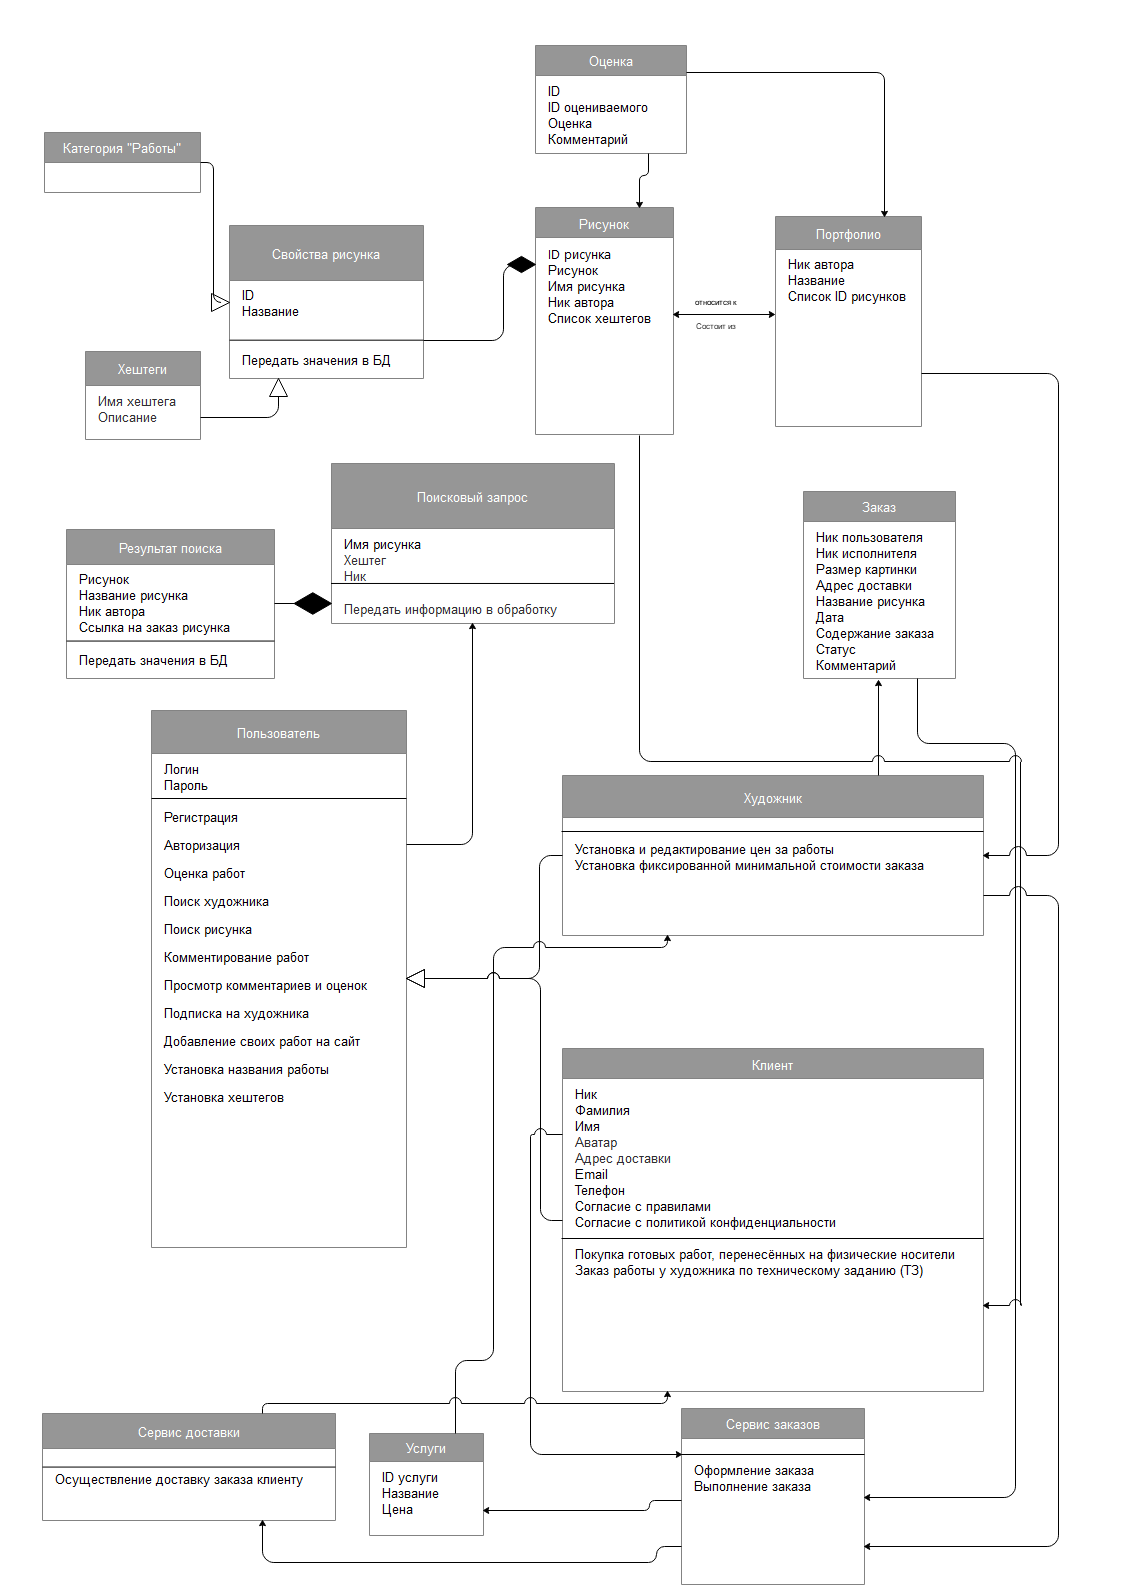 Оценка
ID
ID оцениваемого
Оценка
Комментарий
Категория "Работы"
Свойства рисунка
ID
Название
Передать значения в БД
Рисунок
ID рисунка
Рисунок
Имя рисунка
Ник автора
Список хештегов
относится к
Состоит из
Портфолио
Ник автора
Название
Список ID рисунков
Хештеги
Имя хештега
Описание
Поисковый запрос
Имя рисунка
Хештег
Ник
Передать информацию в обработку
Результат поиска
Рисунок
Название рисунка
Ник автора
Ссылка на заказ рисунка
Передать значения в БД
Заказ
Ник пользователя
Ник исполнителя
Размер картинки
Адрес доставки
Название рисунка
Дата
Содержание заказа
Статус
Комментарий
Пользователь
Логин
Пароль
Регистрация
Авторизация
Оценка работ
Поиск художника
Поиск рисунка
Комментирование работ
Просмотр комментариев и оценок
Подписка на художника
Добавление своих работ на сайт
Установка названия работы
Установка хештегов
Художник
Установка и редактирование цен за работы
Установка фиксированной минимальной стоимости заказа
Клиент
Ник
Фамилия
Имя
Аватар
Адрес доставки
Email
Телефон
Согласие с правилами
Согласие с политикой конфиденциальности
Покупка готовых работ, перенесённых на физические носители
Заказ работы у художника по техническому заданию (ТЗ)
Сервис доставки
Осуществление доставку заказа клиенту
Услуги
ID услуги
Название
Цена
Сервис заказов
Оформление заказа
Выполнение заказа